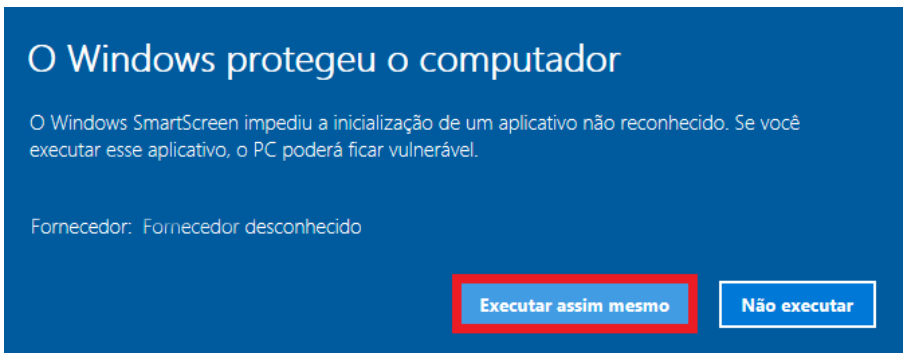 O Windows protegeu o computador
O Windows SmartScreen impediu a inicialização de um aplicativo não reconhecido. Se você
executar esse aplicativo, o PC poderá ficar vulnerável.
Fornecedor: Fornecedor desconhecido
Executar assim mesmo Não executar